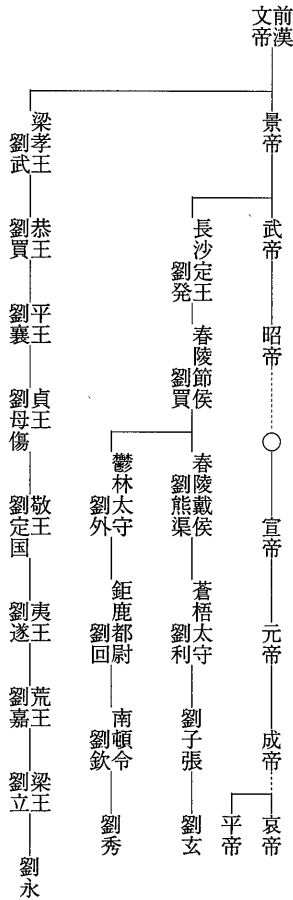 前漢
文帝
景帝
武帝
昭帝
宣帝
元帝
成帝
哀帝
平帝
長沙定王
劉発
舂陵節侯
劉買
舂陵戴侯
劉熊渠
蒼梧太守
劉利
劉子張
劉玄
鬱林太守
劉外
鉅鹿都尉
劉回
南頓令
劉欽
劉秀
梁孝王
劉武
恭王
劉買
平王
劉襄
貞王
劉母傷
敬王
劉定国
夷王
劉遂
荒王
劉嘉
梁王
劉立
劉永